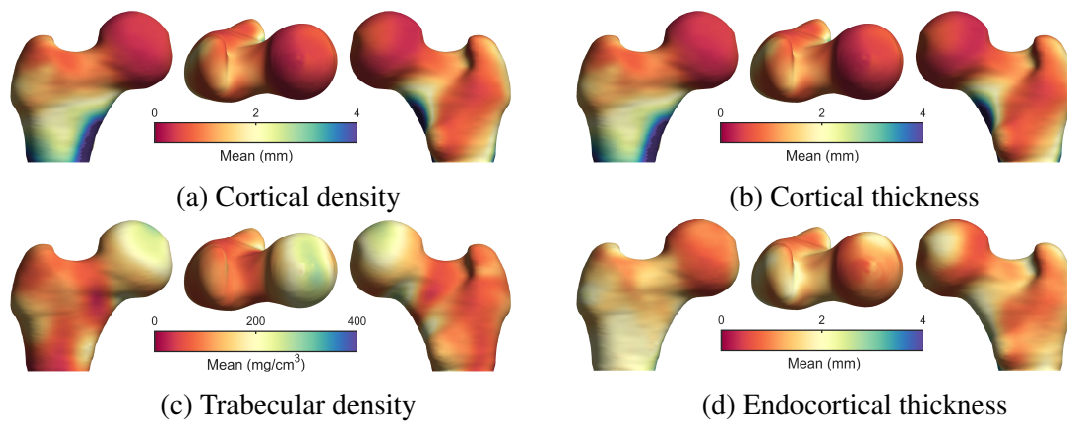 0 2 4
Mean (mm)
0 2 4
Mean (mm)
(a) Cortical density
(b) Cortical thickness
0 200 400
Mean (mg/cm³)
0 2 4
Mean (mm)
(c) Trabecular density
(d) Endocortical thickness